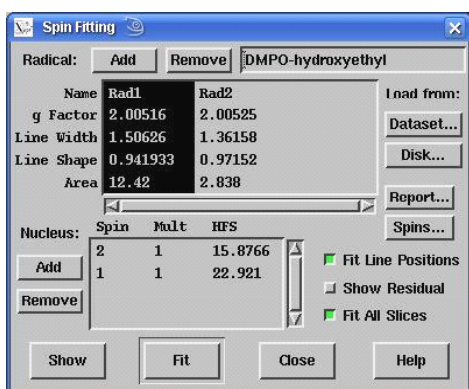 Spin Fitting
Radical: Add Remove DMPO-hydroxyethyl
Name Rad1 Rad2 Load from:
g Factor 2.00516 2.00525 Dataset...
Line Width 1.50626 1.36158
Line Shape 0.941933 0.97152 Disk...
Area 12.42 2.838
Report...
Nucleus: Spin Mult HFS Spins...
2 1 15.8766
Add 1 1 22.921 Fit Line Positions
Remove Show Residual
Fit All Slices
Show Fit Close Help